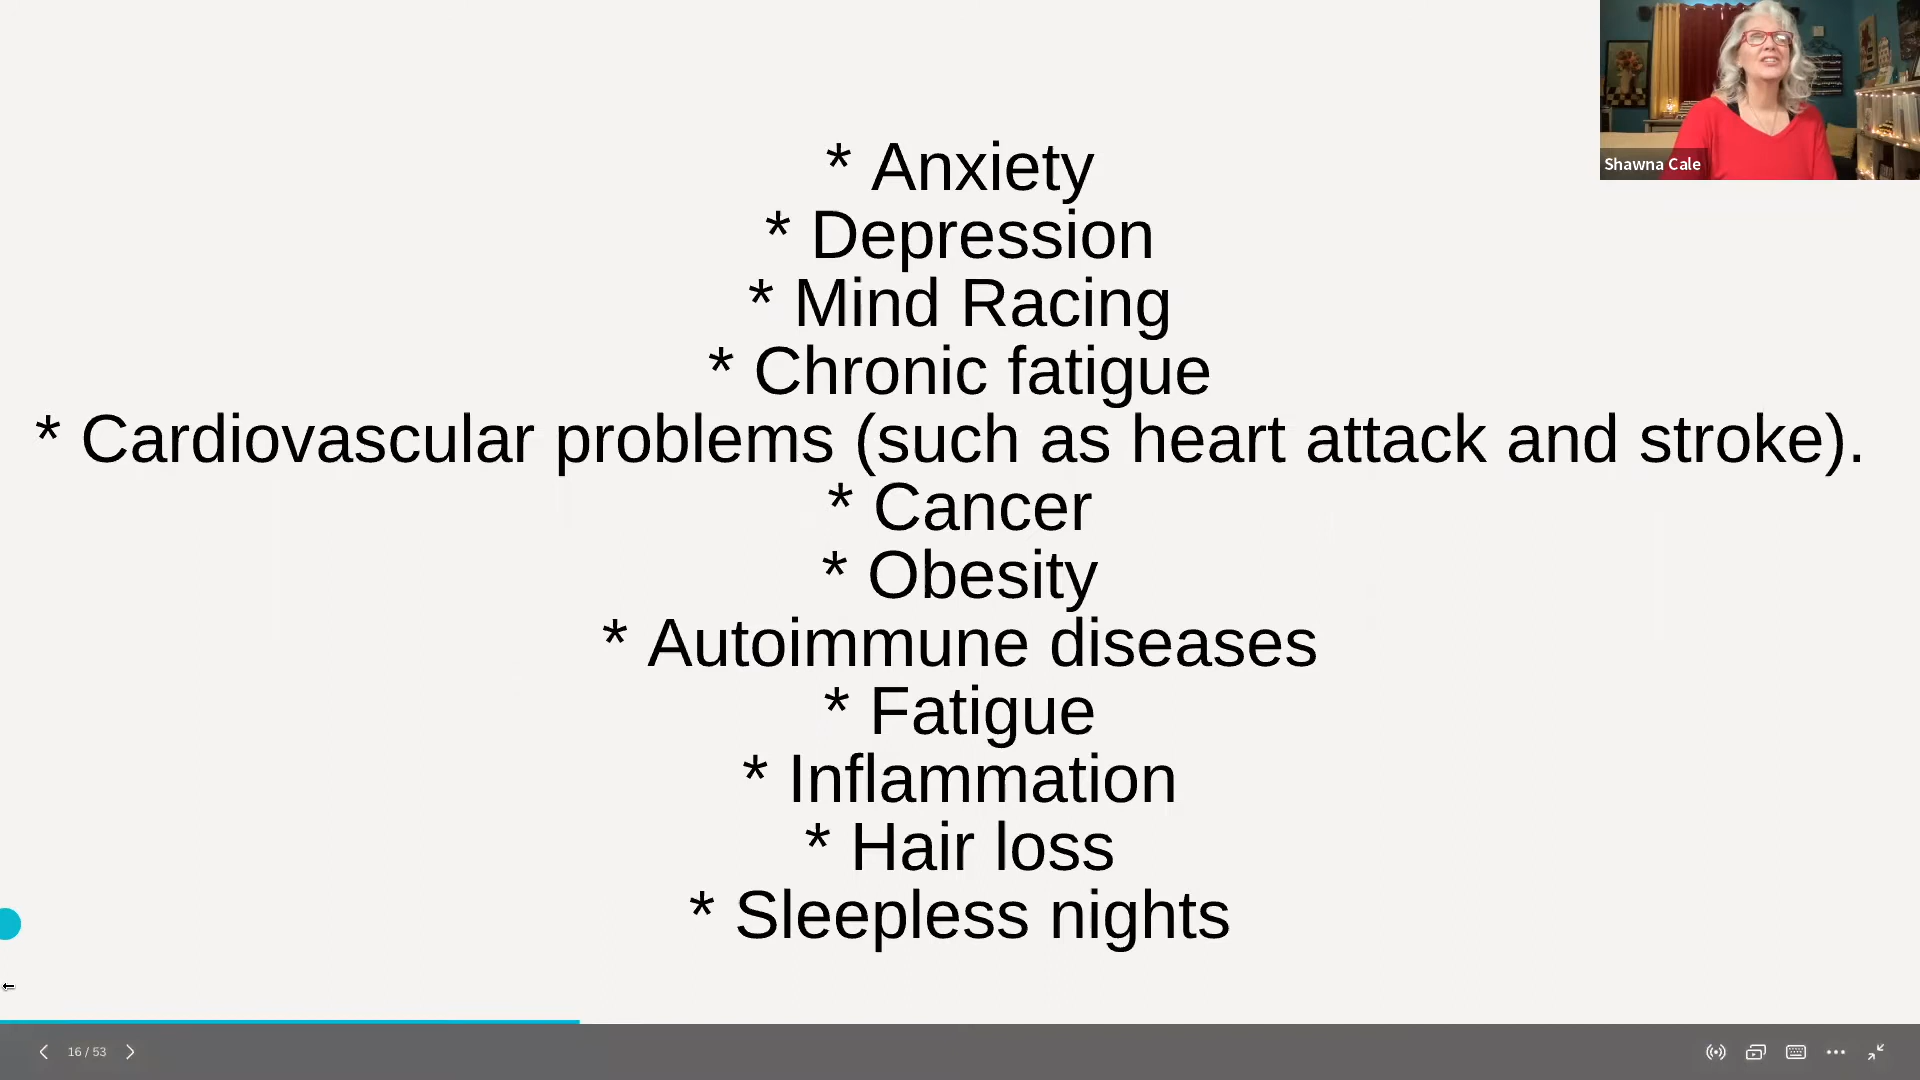 * Anxiety
* Depression
* Mind Racing
* Chronic fatigue
* Cardiovascular problems (such as heart attack and stroke).
* Cancer
* Obesity
* Autoimmune diseases
* Fatigue
* Inflammation
* Hair loss
* Sleepless nights
Shawna Cale
16 / 53